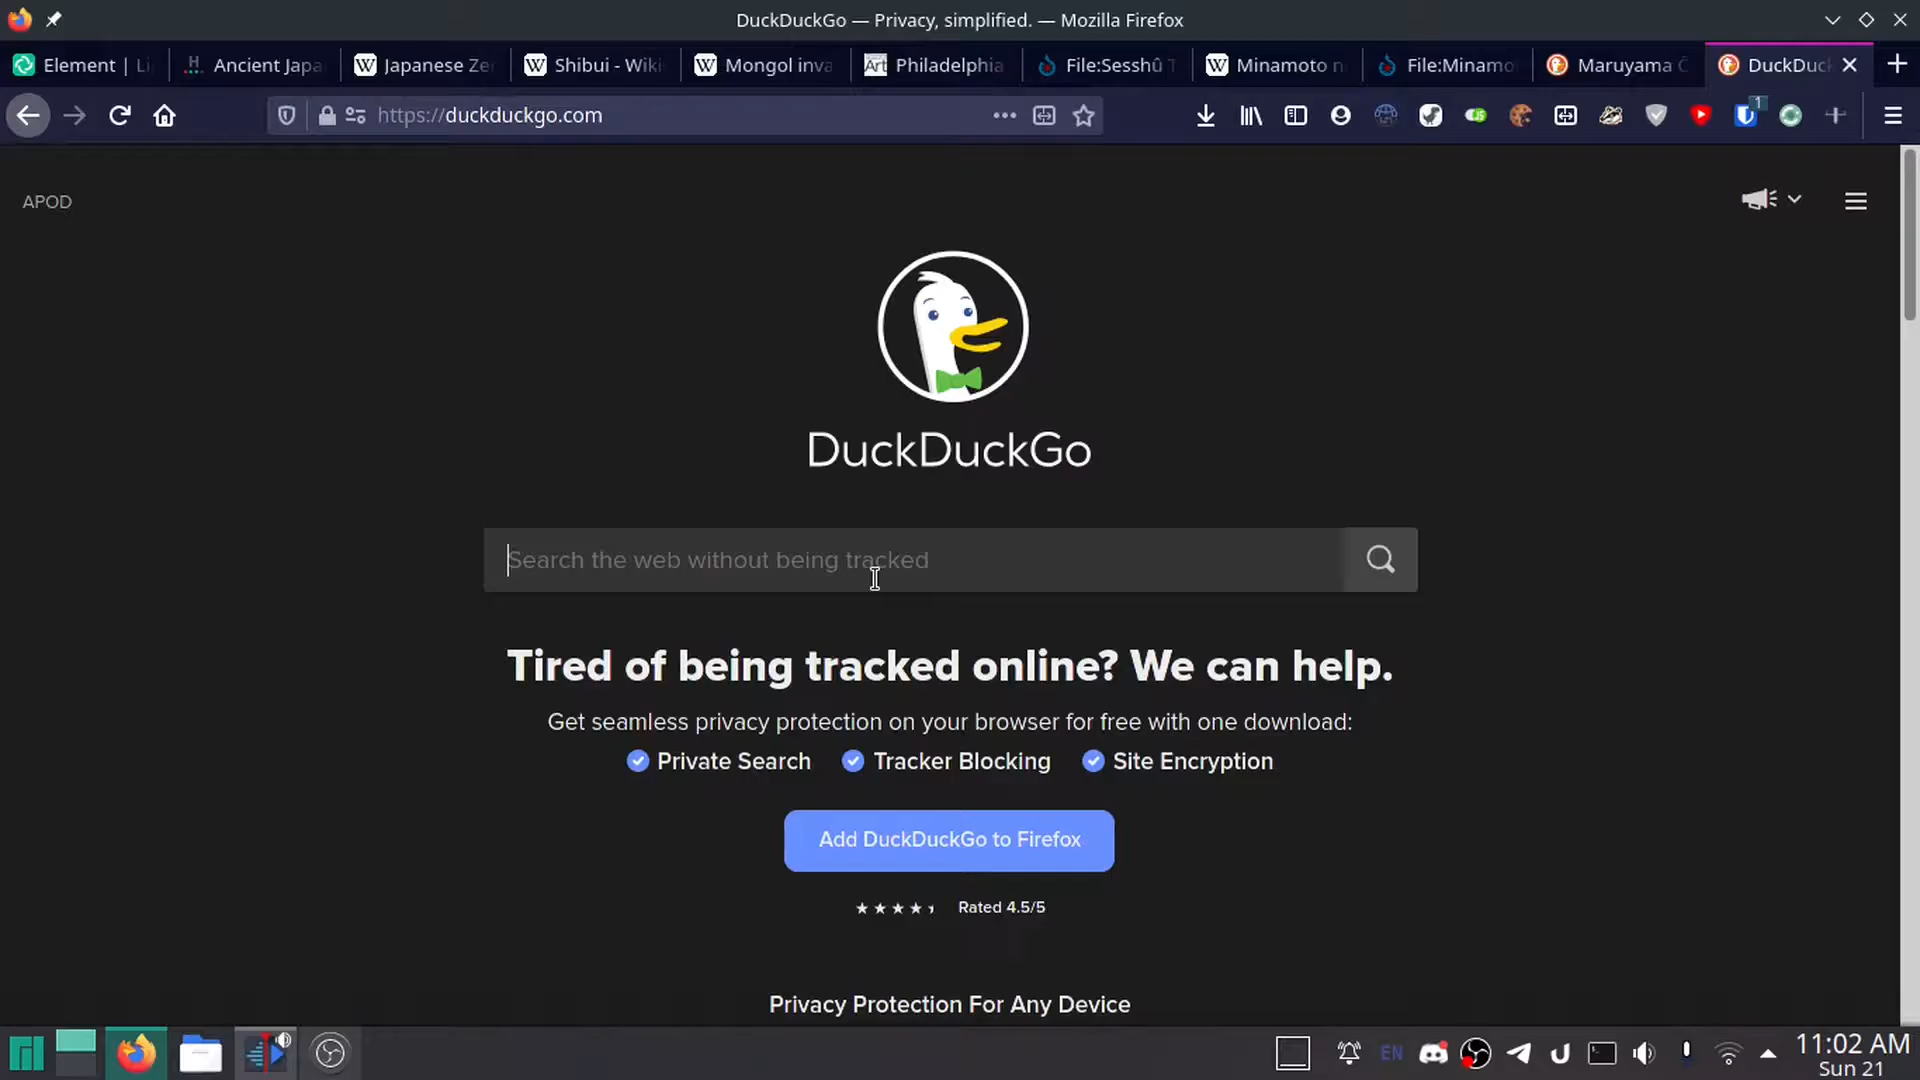 DuckDuckGo — Privacy, simplified. — Mozilla Firefox
Element | Li
Ancient Japa
Japanese Ze
Shibui - Wiki
Mongol inva
Philadelphia
File:Sesshû T
Minamoto n
File:Minamo
Maruyama
DuckDuc
https://duckduckgo.com
1
APOD
DuckDuckGo
Search the web without being tracked
Tired of being tracked online? We can help.
Get seamless privacy protection on your browser for free with one download:
Private Search
Tracker Blocking
Site Encryption
Add DuckDuckGo to Firefox
Rated 4.5/5
Privacy Protection For Any Device
EN
11:02 AM
Sun 21